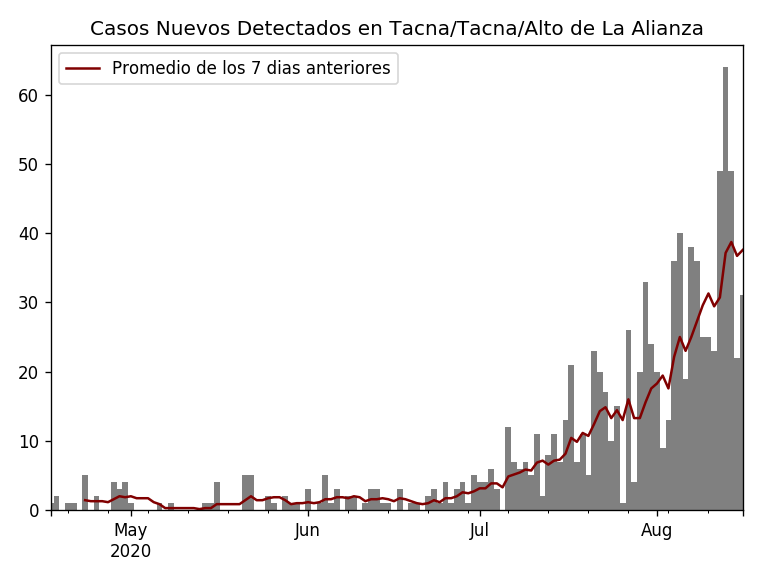 Casos Nuevos Detectados en Tacna/Tacna/Alto de La Alianza
Promedio de los 7 dias anteriores
60
50
40
30
20
10
0
May
2020
Jun
Jul
Aug